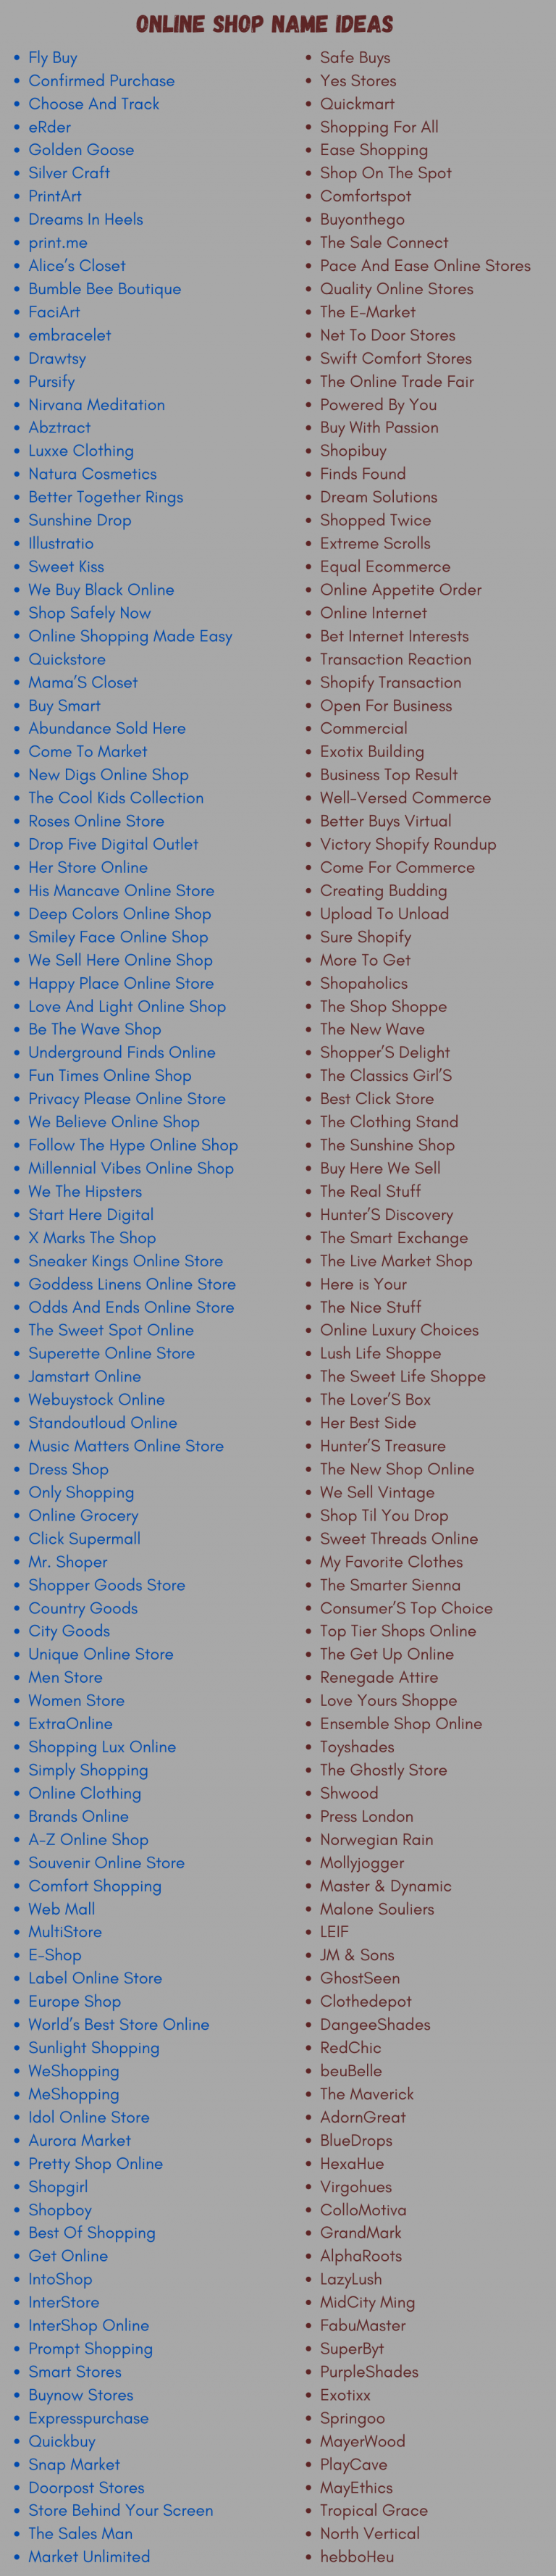 ONLINE SHOP NAME IDEAS
Fly Buy
Confirmed Purchase
Choose And Track
eRder
Golden Goose
Silver Craft
PrintArt
Dreams In Heels
print.me
Alice's Closet
Bumble Bee Boutique
FaciArt
embracelet
Drawtsy
Pursify
Nirvana Meditation
Abztract
Luxxe Clothing
Natura Cosmetics
Better Together Rings
Sunshine Drop
Illustratio
Sweet Kiss
We Buy Black Online
Shop Safely Now
Online Shopping Made Easy
Quickstore
Mama'S Closet
Buy Smart
Abundance Sold Here
Come To Market
New Digs Online Shop
The Cool Kids Collection
Roses Online Store
Drop Five Digital Outlet
Her Store Online
His Mancave Online Store
Deep Colors Online Shop
Smiley Face Online Shop
We Sell Here Online Shop
Happy Place Online Store
Love And Light Online Shop
Be The Wave Shop
Underground Finds Online
Fun Times Online Shop
Privacy Please Online Store
We Believe Online Shop
Follow The Hype Online Shop
Millennial Vibes Online Shop
We The Hipsters
Start Here Digital
X Marks The Shop
Sneaker Kings Online Store
Goddess Linens Online Store
Odds And Ends Online Store
The Sweet Spot Online
Superette Online Store
Jamstart Online
Webuystock Online
Standoutloud Online
Music Matters Online Store
Dress Shop
Only Shopping
Online Grocery
Click Supermall
Mr. Shoper
Shopper Goods Store
Country Goods
City Goods
Unique Online Store
Men Store
Women Store
ExtraOnline
Shopping Lux Online
Simply Shopping
Online Clothing
Brands Online
A-Z Online Shop
Souvenir Online Store
Comfort Shopping
Web Mall
MultiStore
E-Shop
Label Online Store
Europe Shop
World's Best Store Online
Sunlight Shopping
WeShopping
MeShopping
Idol Online Store
Aurora Market
Pretty Shop Online
Shopgirl
Shopboy
Best Of Shopping
Get Online
IntoShop
InterStore
InterShop Online
Prompt Shopping
Smart Stores
Buynow Stores
Expresspurchase
Quickbuy
Snap Market
Doorpost Stores
Store Behind Your Screen
The Sales Man
Market Unlimited
Safe Buys
Yes Stores
Quickmart
Shopping For All
Ease Shopping
Shop On The Spot
Comfortspot
Buyonthego
The Sale Connect
Pace And Ease Online Stores
Quality Online Stores
The E-Market
Net To Door Stores
Swift Comfort Stores
The Online Trade Fair
Powered By You
Buy With Passion
Shopibuy
Finds Found
Dream Solutions
Shopped Twice
Extreme Scrolls
Equal Ecommerce
Online Appetite Order
Online Internet
Bet Internet Interests
Transaction Reaction
Shopify Transaction
Open For Business
Commercial
Exotix Building
Business Top Result
Well-Versed Commerce
Better Buys Virtual
Victory Shopify Roundup
Come For Commerce
Creating Budding
Upload To Unload
Sure Shopify
More To Get
Shopaholics
The Shop Shoppe
The New Wave
Shopper'S Delight
The Classics Girl'S
Best Click Store
The Clothing Stand
The Sunshine Shop
Buy Here We Sell
The Real Stuff
Hunter'S Discovery
The Smart Exchange
The Live Market Shop
Here is Your
The Nice Stuff
Online Luxury Choices
Lush Life Shoppe
The Sweet Life Shoppe
The Lover'S Box
Her Best Side
Hunter'S Treasure
The New Shop Online
We Sell Vintage
Shop Til You Drop
Sweet Threads Online
My Favorite Clothes
The Smarter Sienna
Consumer'S Top Choice
Top Tier Shops Online
The Get Up Online
Renegade Attire
Love Yours Shoppe
Ensemble Shop Online
Toyshades
The Ghostly Store
Shwood
Press London
Norwegian Rain
Mollyjogger
Master & Dynamic
Malone Souliers
LEIF
JM & Sons
GhostSeen
Clothedepot
DangeeShades
RedChic
beuBelle
The Maverick
AdornGreat
BlueDrops
HexaHue
Virgohues
ColloMotiva
GrandMark
AlphaRoots
LazyLush
MidCity Ming
FabuMaster
SuperByt
PurpleShades
Exotixx
Springoo
MayerWood
PlayCave
MayEthics
Tropical Grace
North Vertical
hebboHeu